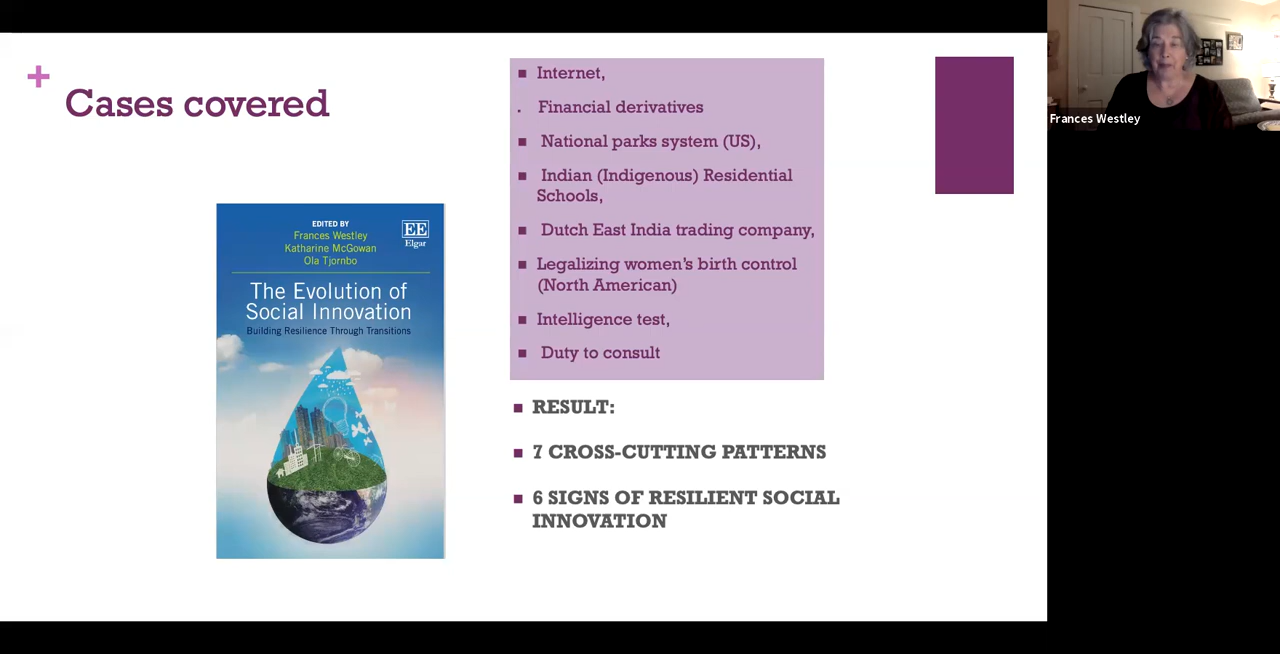 +
Cases covered
■ Internet,
. Financial derivatives
■ National parks system (US),
■ Indian (Indigenous) Residential
Schools,
■ Dutch East India trading company,
■ Legalizing women's birth control
(North American)
■ Intelligence test,
■ Duty to consult
■ RESULT:
■ 7 CROSS-CUTTING PATTERNS
■ 6 SIGNS OF RESILIENT SOCIAL
INNOVATION
EDITED BY
Frances Westley
Katharine McGowan
Ola Tjornbo
EE
Elgar
The Evolution of
Social Innovation
Building Resilience Through Transitions
Frances Westley